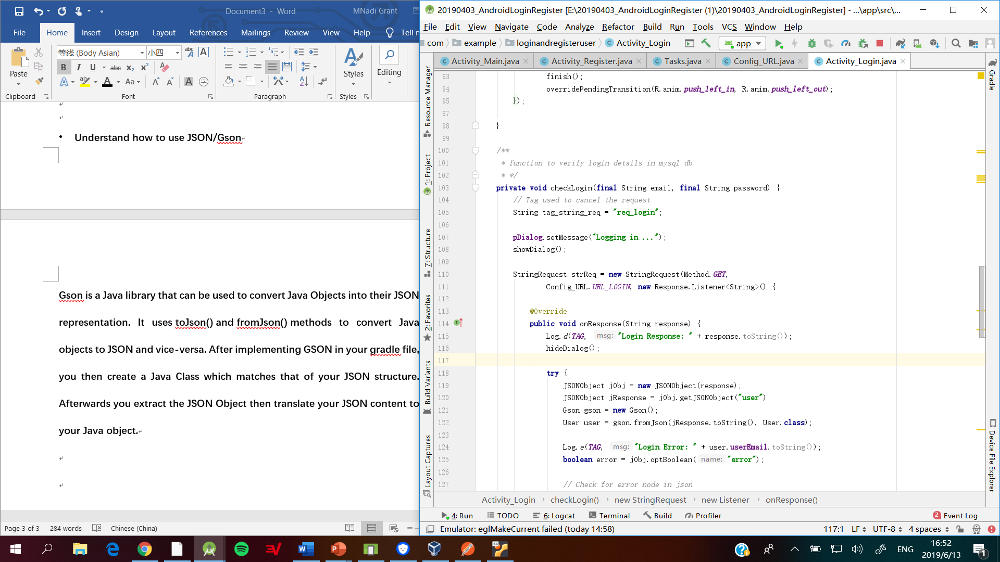 Document3 - Word
MNadi Grant
File Home Insert Design Layout References Mailings Review View Help Tell
等线 (Body Asian) 小四
Paste
Styles
Editing
Clipboard Font Paragraph Styles
• Understand how to use JSON/Gson
Gson is a Java library that can be used to convert Java Objects into their JSON
representation. It uses toJson() and fromJson() methods to convert Java
objects to JSON and vice-versa. After implementing GSON in your gradle file,
you then create a Java Class which matches that of your JSON structure.
Afterwards you extract the JSON Object then translate your JSON content to
your Java object.
Page 3 of 3 284 words Chinese (China)
20190403_AndroidLoginRegister [E:\20190403_AndroidLoginRegister (1)\20190403_AndroidLoginRegister] - ...\app\src\...
File Edit View Navigate Code Analyze Refactor Build Run Tools VCS Window Help
com example loginandregisteruser Activity_Login app
Activity_Main.java Activity_Register.java Tasks.java Config_URL.java Activity_Login.java
Resource Manager
1: Project
7: Structure
2: Favorites
Build Variants
Layout Captures
Gradle
Device File Explorer
93 finish();
94 overridePendingTransition(R.anim.push_left_in, R.anim.push_left_out);
95 });
97
98 }
99
100 /**
101 * function to verify login details in mysql db
102 * */
103 private void checkLogin(final String email, final String password) {
104 // Tag used to cancel the request
105 String tag_string_req = "req_login";
106
107 pDialog.setMessage("Logging in ...");
108 showDialog();
109
110 StringRequest strReq = new StringRequest(Method.GET,
111 Config_URL.URL_LOGIN, new Response.Listener<String>() {
112
113 @Override
114 public void onResponse(String response) {
115 Log.d(TAG, msg: "Login Response: " + response.toString());
116 hideDialog();
117
118 try {
119 JSONObject jObj = new JSONObject(response);
120 JSONObject jResponse = jObj.getJSONObject("user");
121 Gson gson = new Gson();
122 User user = gson.fromJson(jResponse.toString(), User.class);
123
124 Log.e(TAG, msg: "Login Error: " + user.userEmail.toString());
125 boolean error = jObj.optBoolean( name: "error");
126
127 // Check for error node in json
Activity_Login › checkLogin() › new StringRequest › new Listener › onResponse()
4: Run TODO 6: Logcat Terminal Build Profiler 2 Event Log
Emulator: eglMakeCurrent failed (today 14:58) 117:1 LF UTF-8 4 spaces
ENG 16:52
2019/6/13
1